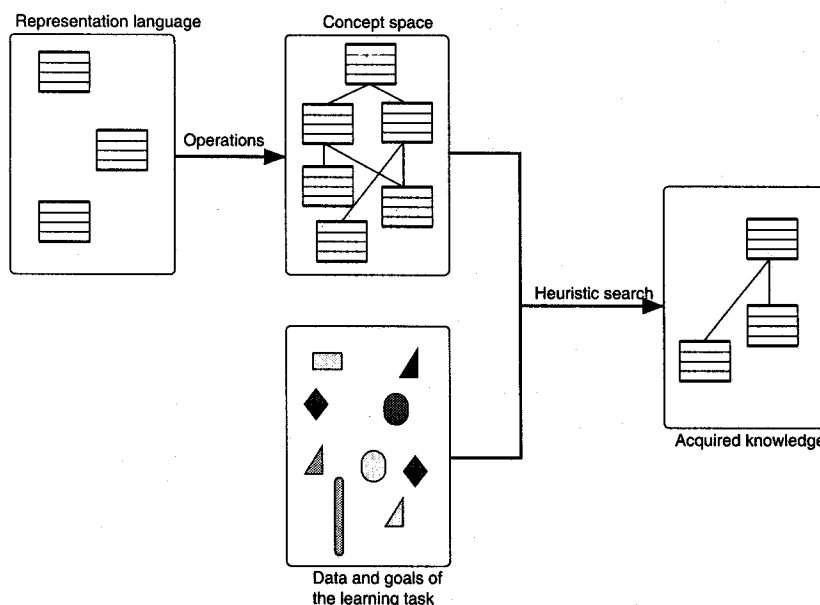 Representation language
Concept space
Operations
Heuristic search
Acquired knowledge
Data and goals of
the learning task